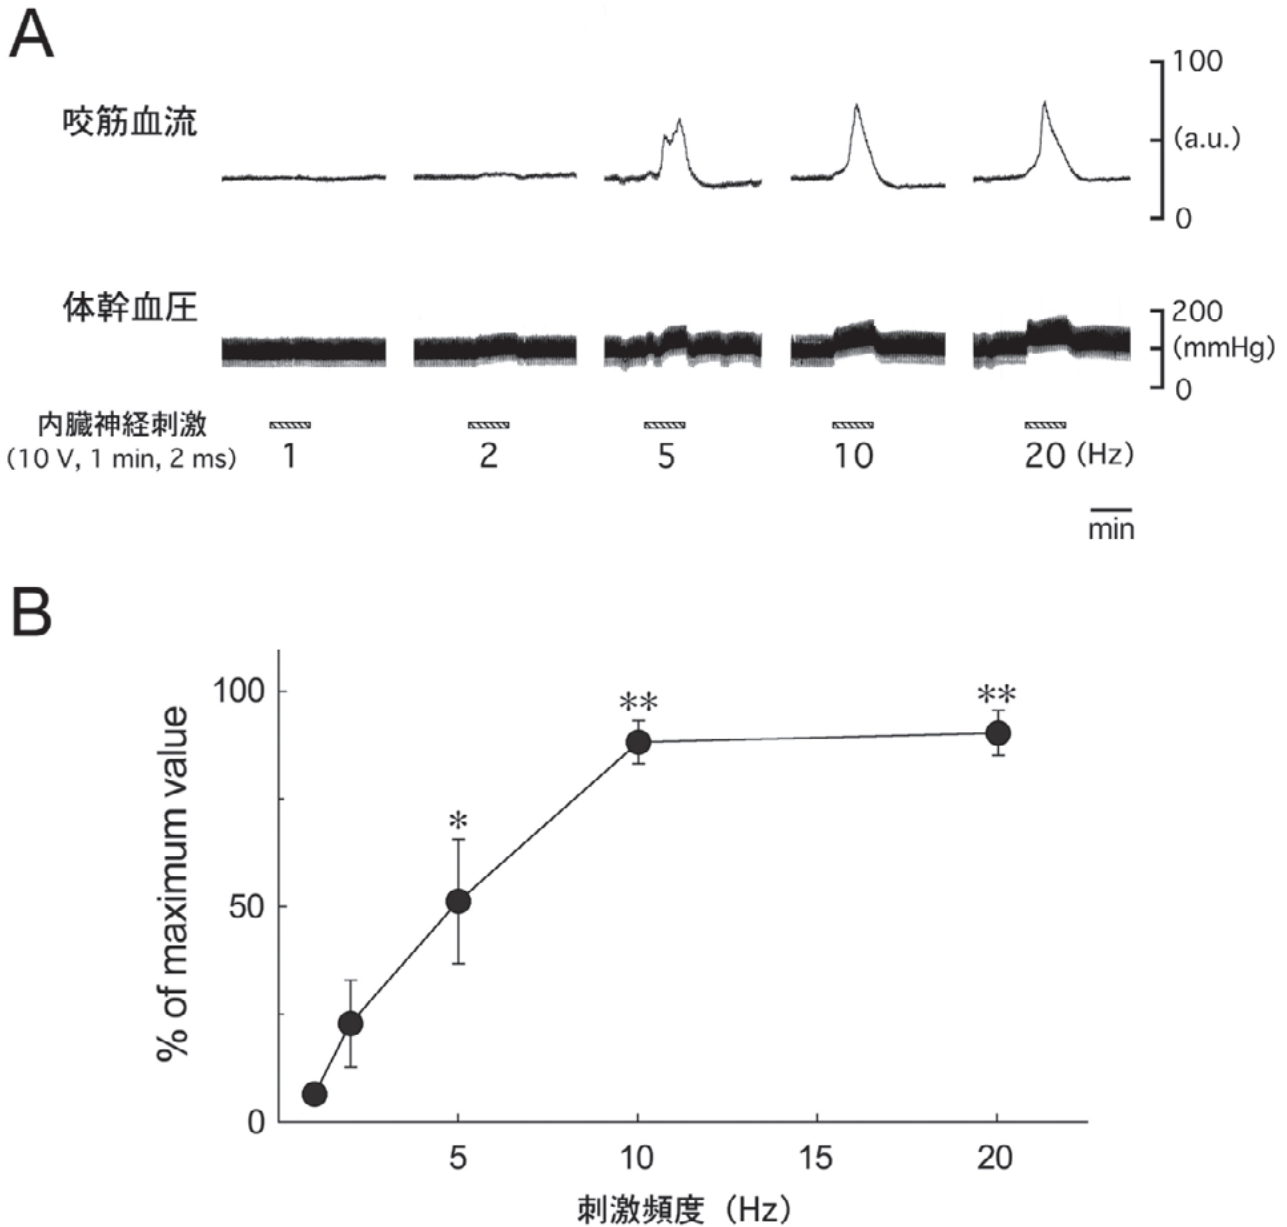 A
咬筋血流
100
(a.u.)
0
体幹血圧
200
(mmHg)
0
内臓神経刺激
(10 V, 1 min, 2 ms)
1 2 5 10 20 (Hz)
min
B
% of maximum value
100
50
0
* ** **
5 10 15 20
刺激頻度 (Hz)